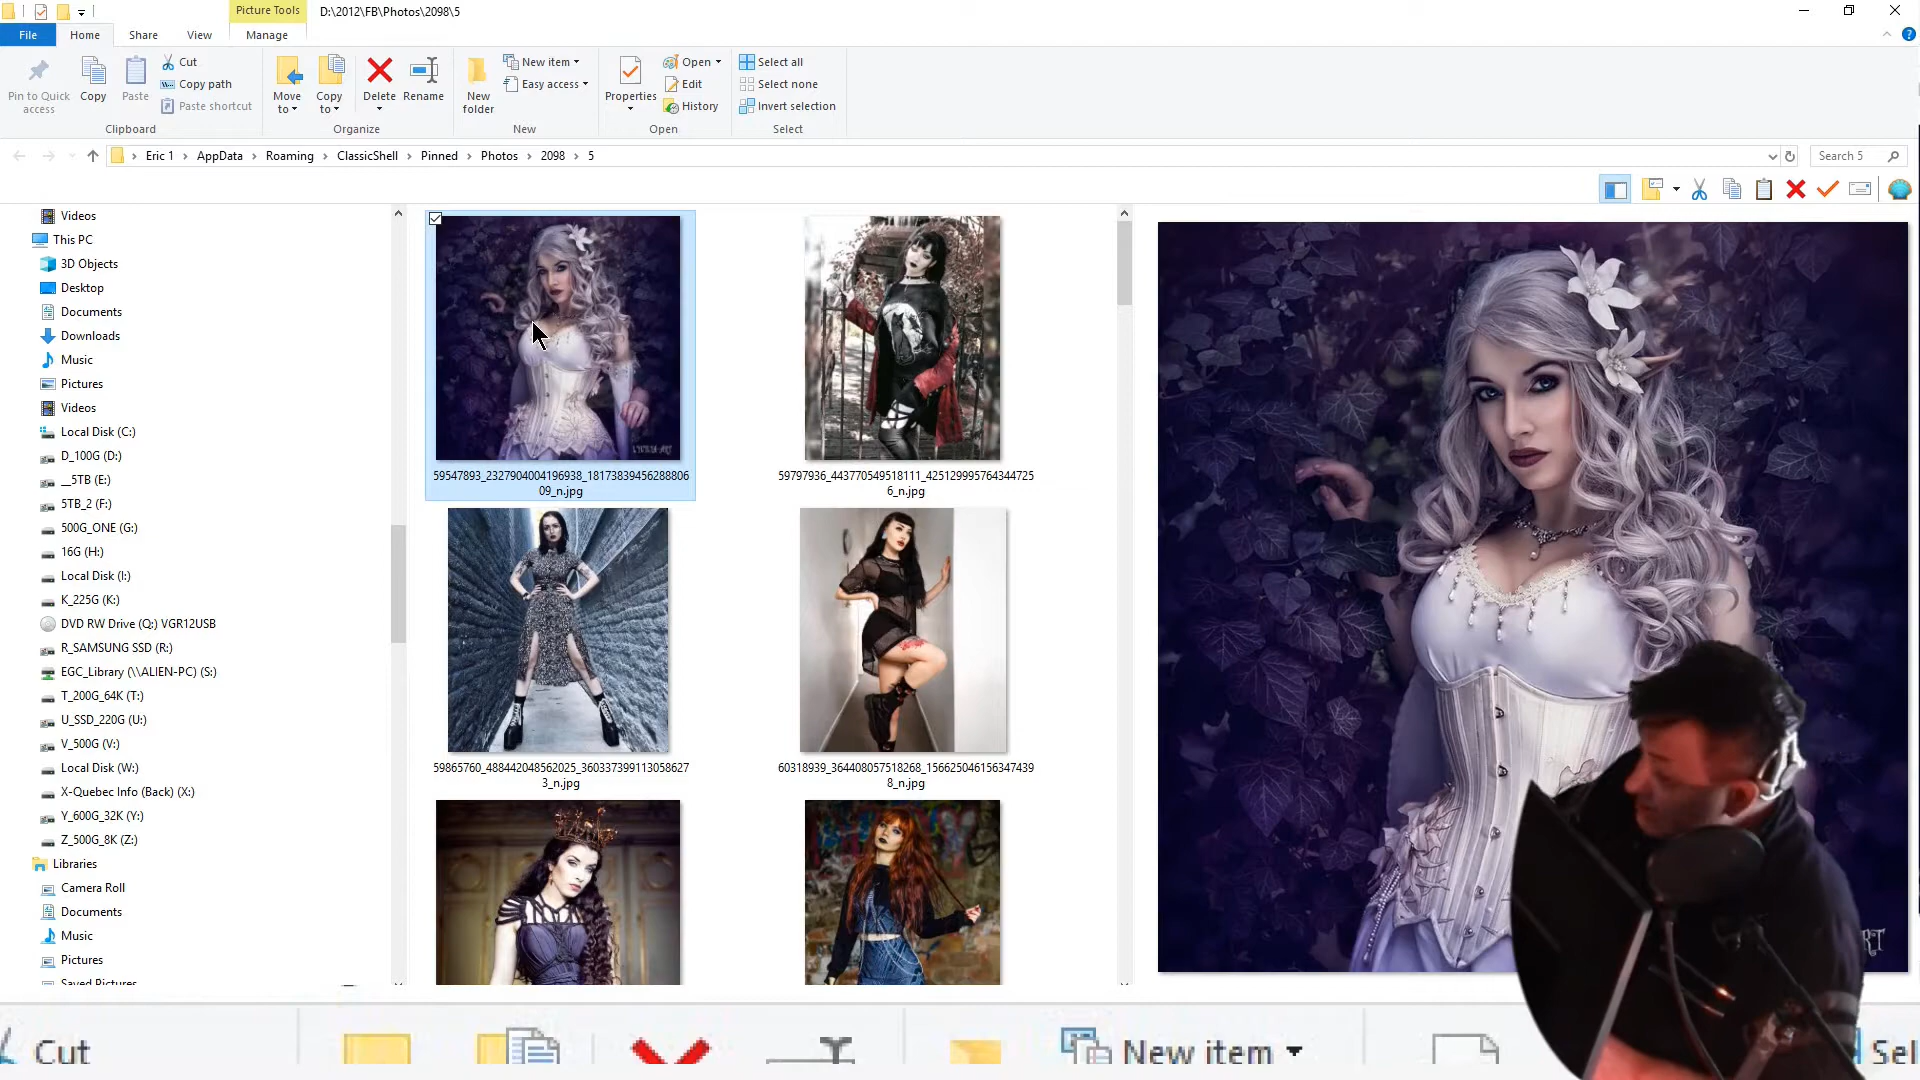 Picture Tools
D:\2012\FB\Photos\2098\5
File
Home
Share
View
Manage
Pin to Quick access
Copy
Paste
Cut
Copy path
Paste shortcut
Clipboard
Move to
Copy to
Delete
Rename
Organize
New folder
New item
Easy access
New
Properties
Open
Edit
History
Open
Select all
Select none
Invert selection
Select
Eric 1
AppData
Roaming
ClassicShell
Pinned
Photos
2098
5
Search 5
Videos
This PC
3D Objects
Desktop
Documents
Downloads
Music
Pictures
Videos
Local Disk (C:)
D_100G (D:)
__5TB (E:)
5TB_2 (F:)
500G_ONE (G:)
16G (H:)
Local Disk (I:)
K_225G (K:)
DVD RW Drive (Q:) VGR12USB
R_SAMSUNG SSD (R:)
EGC_Library (\\ALIEN-PC) (S:)
T_200G_64K (T:)
U_SSD_220G (U:)
V_500G (V:)
Local Disk (W:)
X-Quebec Info (Back) (X:)
Y_600G_32K (Y:)
Z_500G_8K (Z:)
Libraries
Camera Roll
Documents
Music
Pictures
Saved Pictures
59547893_2327904004196938_18173839456288806
09_n.jpg
59797936_443770549518111_425129995764344725
6_n.jpg
59865760_488442048562025_360337399113058627
3_n.jpg
60318939_364408057518268_156625046156347439
8_n.jpg
Cut
New item
Sel